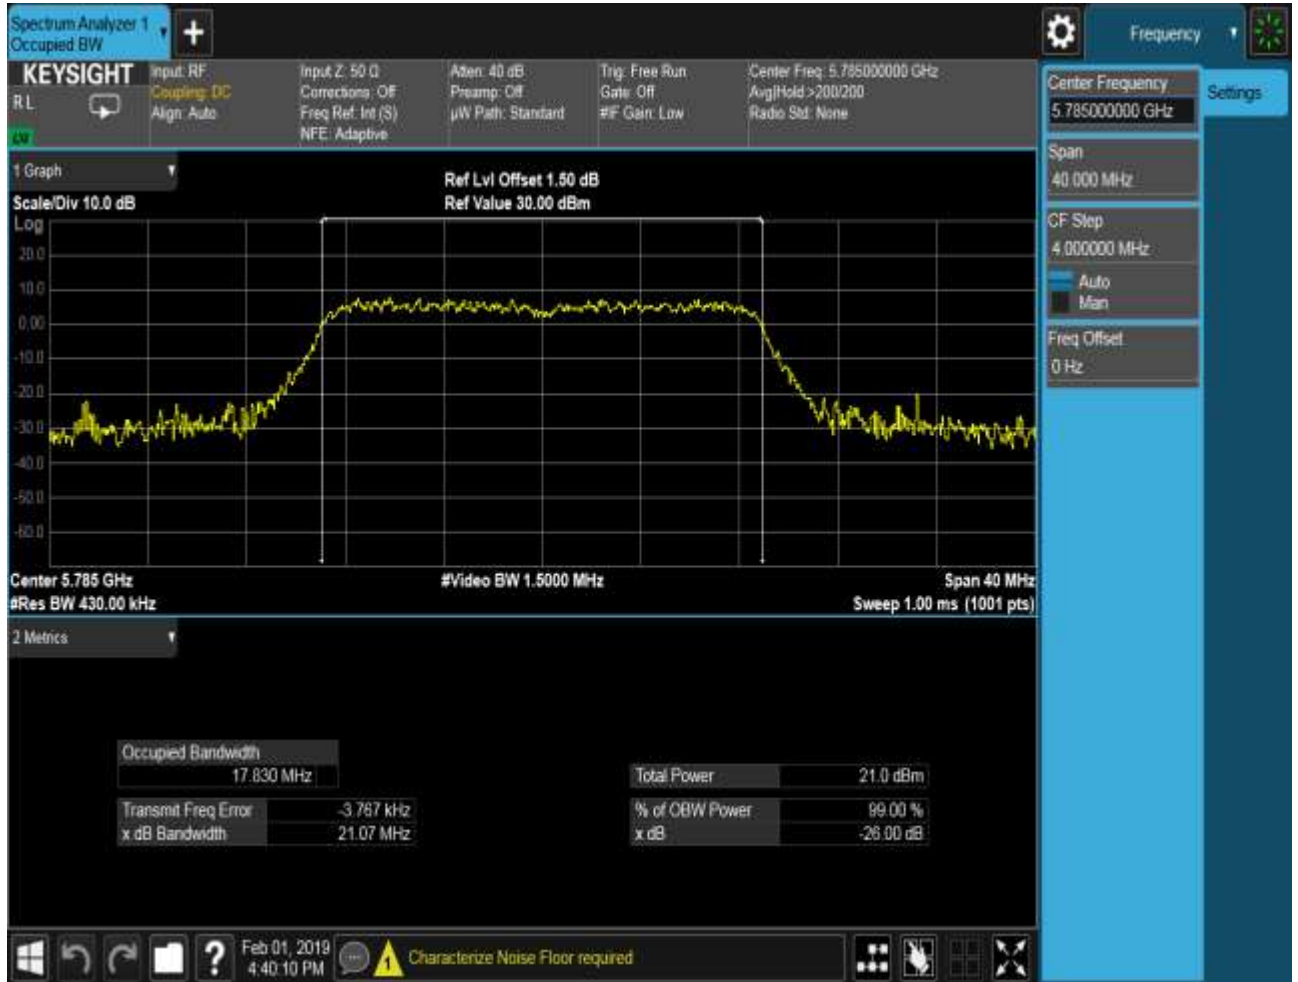 Spectrum Analyzer 1
Occupied BW
Frequency
KEYSIGHT
R L
Input: RF
Coupling: DC
Align: Auto
Input Z: 50 Ω
Corrections: Off
Freq Ref: Int (S)
NFE: Adaptive
Atten: 40 dB
Preamp: Off
µW Path: Standard
Trig: Free Run
Gate: Off
#IF Gain: Low
Center Freq: 5.785000000 GHz
Avg|Hold:>200/200
Radio Std: None
Center Frequency
5.785000000 GHz
Settings
Span
40.000 MHz
CF Step
4.000000 MHz
Auto
Man
Freq Offset
0 Hz
1 Graph
Scale/Div 10.0 dB
Ref Lvl Offset 1.50 dB
Ref Value 30.00 dBm
Log
20.0
10.0
0.00
-10.0
-20.0
-30.0
-40.0
-50.0
-60.0
Center 5.785 GHz
#Video BW 1.5000 MHz
Span 40 MHz
#Res BW 430.00 kHz
Sweep 1.00 ms (1001 pts)
2 Metrics
Occupied Bandwidth
17.830 MHz
Total Power 21.0 dBm
Transmit Freq Error -3.767 kHz
% of OBW Power 99.00 %
x dB Bandwidth 21.07 MHz
x dB -26.00 dB
?
Feb 01, 2019
4:40:10 PM
1
Characterize Noise Floor required